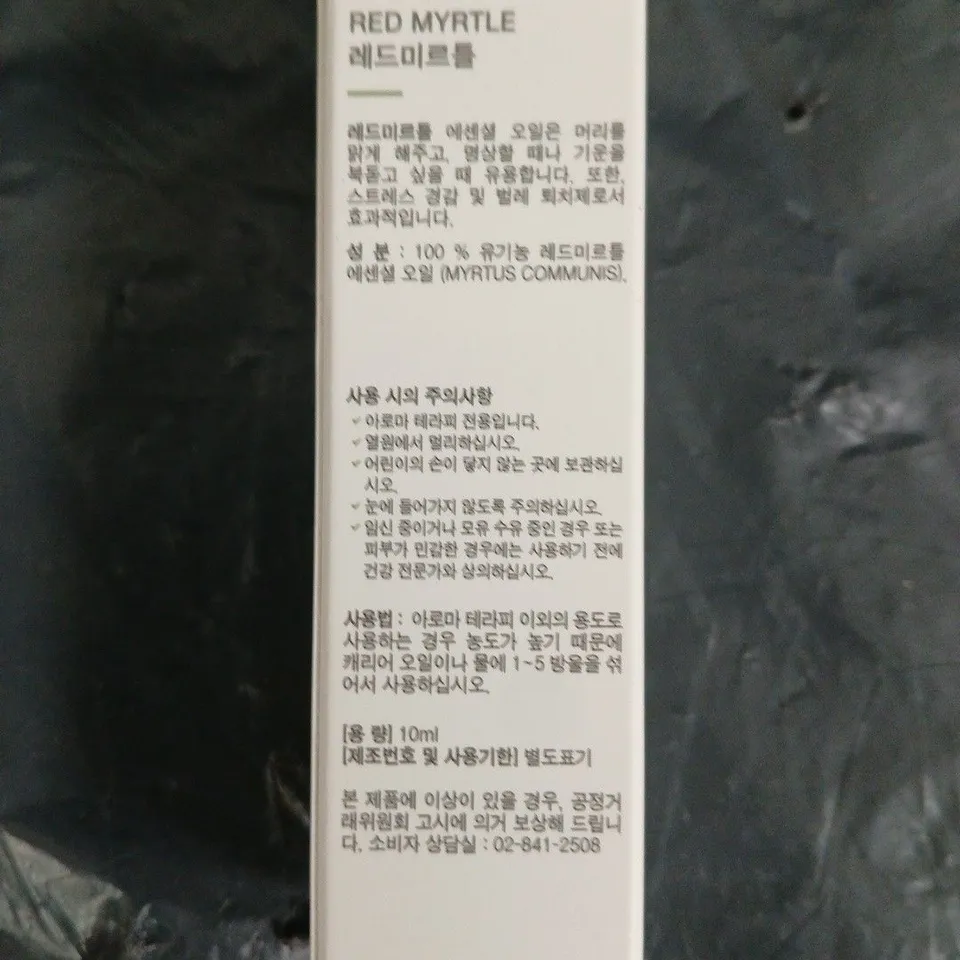 RED MYRTLE
레드미르틀
레드미르틀 에센셜 오일은 머리를
맑게 해주고, 명상할 때나 기운을
북돋고 싶을 때 유용합니다. 또한,
스트레스 경감 및 벌레 퇴치제로서
효과적입니다.
성 분 : 100 % 유기농 레드미르틀
에센셜 오일 (MYRTUS COMMUNIS).
사용 시의 주의사항
아로마 테라피 전용입니다.
열원에서 멀리하십시오.
어린이의 손이 닿지 않는 곳에 보관하십
시오.
눈에 들어가지 않도록 주의하십시오.
임신 중이거나 모유 수유 중인 경우 또는
피부가 민감한 경우에는 사용하기 전에
건강 전문가와 상의하십시오.
사용법 : 아로마 테라피 이외의 용도로
사용하는 경우 농도가 높기 때문에
캐리어 오일이나 물에 1~5 방울을 섞
어서 사용하십시오.
[용 량] 10ml
[제조번호 및 사용기한] 별도표기
본 제품에 이상이 있을 경우, 공정거
래위원회 고시에 의거 보상해 드립니
다. 소비자 상담실 : 02-841-2508